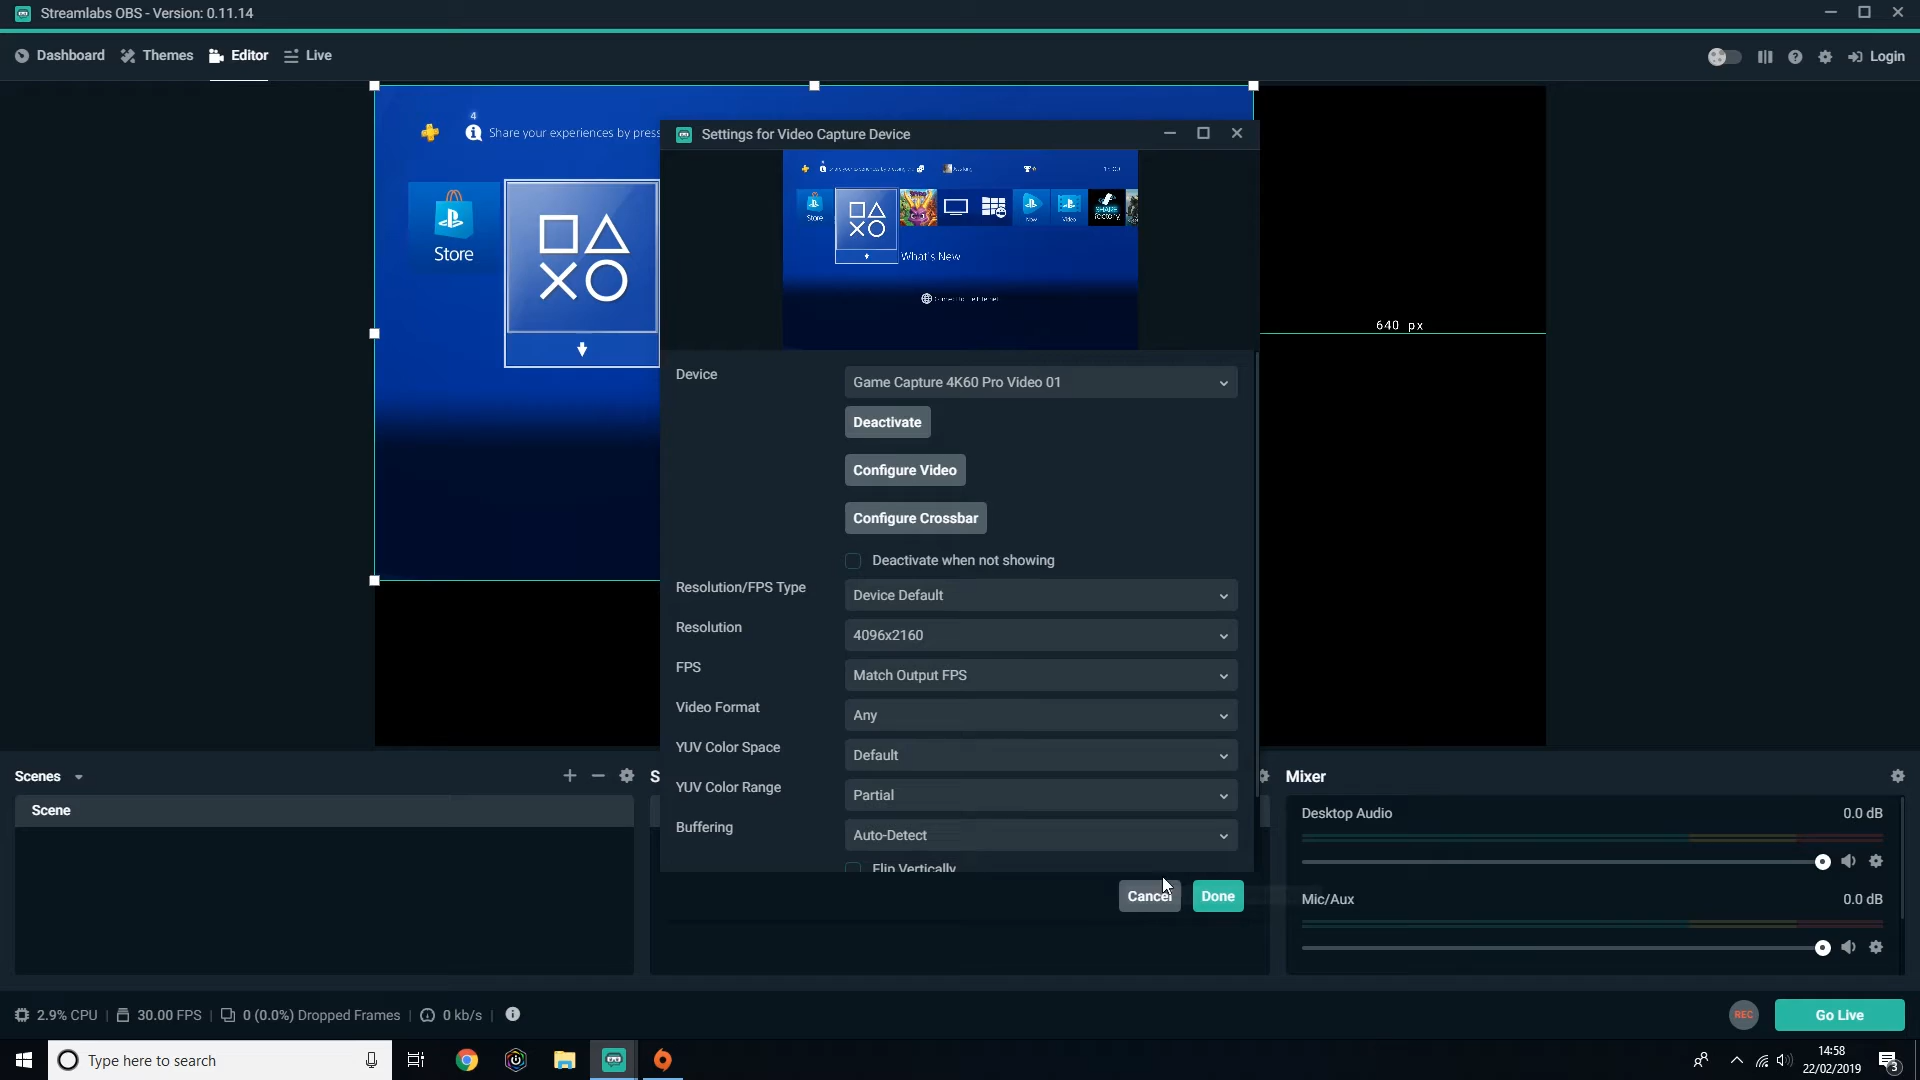 Streamlabs OBS - Version: 0.11.14
Dashboard
Themes
Editor
Live
Login
4
Share your experiences by press
Store
Settings for Video Capture Device
Store
Now
Video
SHARE
factory
What's New
640 px
Device
Game Capture 4K60 Pro Video 01
Deactivate
Configure Video
Configure Crossbar
Deactivate when not showing
Resolution/FPS Type
Device Default
Resolution
4096x2160
FPS
Match Output FPS
Video Format
Any
YUV Color Space
Default
YUV Color Range
Partial
Buffering
Auto-Detect
Flip Vertically
Cancel
Done
Scenes
Scene
S
Mixer
Desktop Audio
0.0 dB
Mic/Aux
0.0 dB
2.9% CPU
30.00 FPS
0 (0.0%) Dropped Frames
0 kb/s
REC
Go Live
Type here to search
14:58
22/02/2019
3